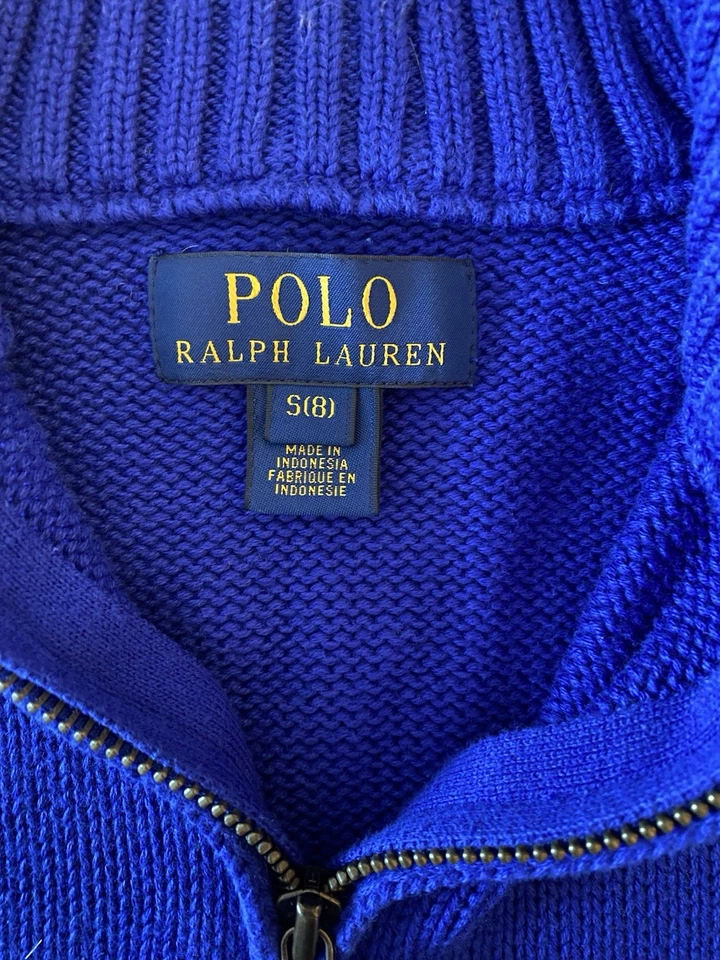 POLO
RALPH LAUREN
S(8)
MADE IN
INDONESIA
FABRIQUE EN
INDONESIE